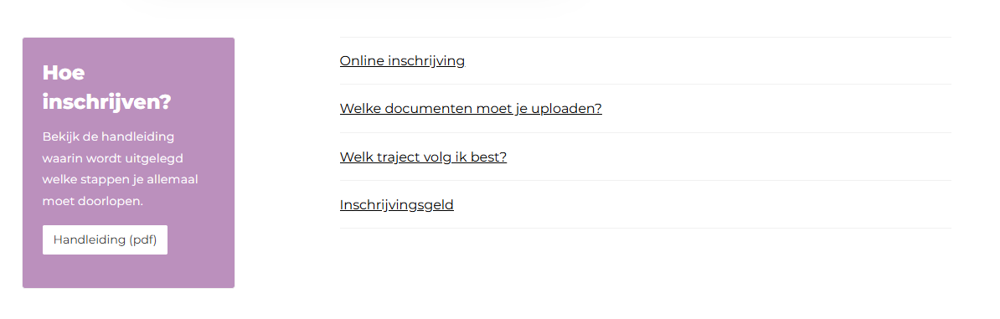 Hoe
inschrijven?
Bekijk de handleiding
waarin wordt uitgelegd
welke stappen je allemaal
moet doorlopen.
Handleiding (pdf)
Online inschrijving
Welke documenten moet je uploaden?
Welk traject volg ik best?
Inschrijvingsgeld